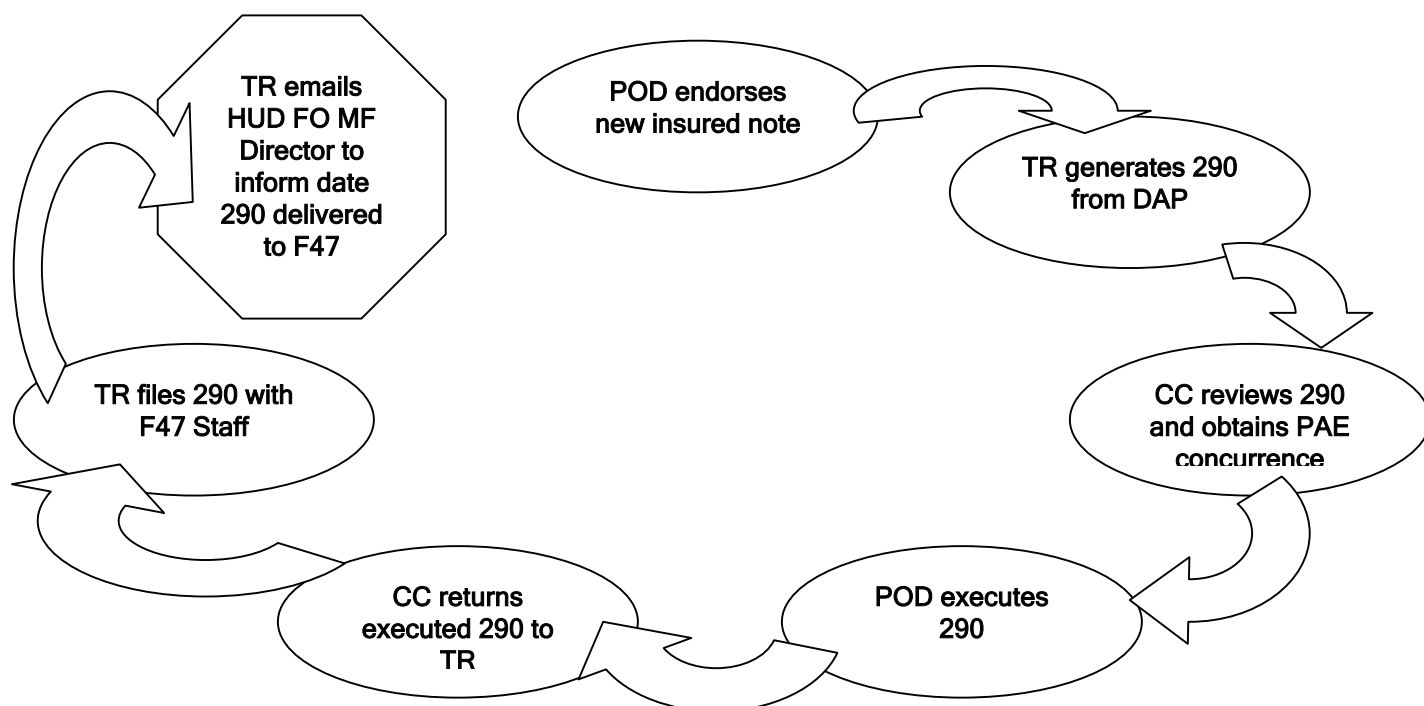 POD endorses
new insured note
TR generates 290
from DAP
CC reviews 290
and obtains PAE
concurrence
POD executes
290
CC returns
executed 290 to
TR
TR files 290 with
F47 Staff
TR emails
HUD FO MF
Director to
inform date
290 delivered
to F47